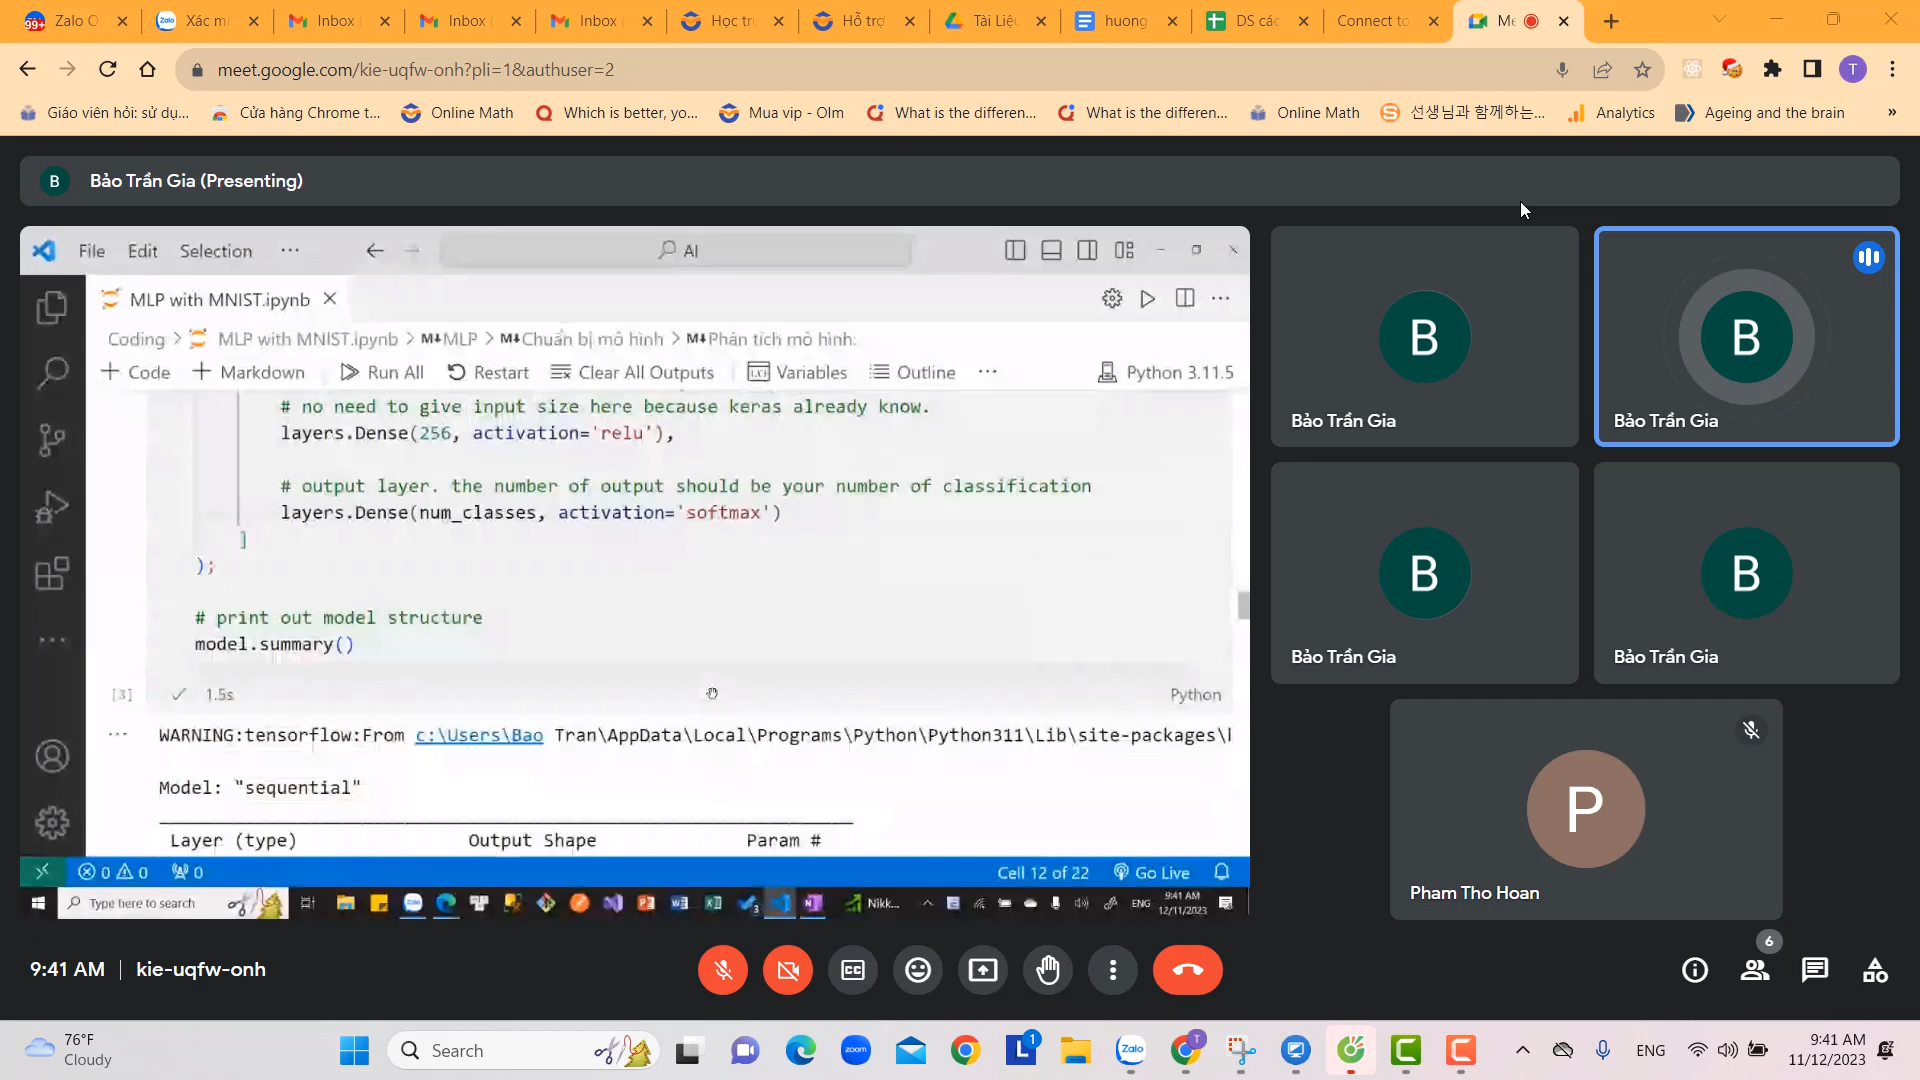 Zalo O
Xác mi
Inbox (
Inbox (
Inbox (
Học trự
Hỗ trợ
Tài Liệu
huong
DS các
Connect to
Me
meet.google.com/kie-uqfw-onh?pli=1&authuser=2
T
Giáo viên hỏi: sử dụ...
Cửa hàng Chrome t...
Online Math
Which is better, yo...
Mua vip - Olm
What is the differen...
What is the differen...
Online Math
선생님과 함께하는...
Analytics
Ageing and the brain
»
B
Bảo Trần Gia (Presenting)
File Edit Selection ···
AI
MLP with MNIST.ipynb
Coding > MLP with MNIST.ipynb > M↓MLP > M↓Chuẩn bị mô hình > M↓Phân tích mô hình:
+ Code + Markdown Run All Restart Clear All Outputs Variables Outline ··· Python 3.11.5
# no need to give input size here because keras already know.
layers.Dense(256, activation='relu'),
# output layer. the number of output should be your number of classification
layers.Dense(num_classes, activation='softmax')
]
);
# print out model structure
model.summary()
[3] 1.5s Python
WARNING:tensorflow:From c:\Users\Bao Tran\AppData\Local\Programs\Python\Python311\Lib\site-packages\
Model: "sequential"
Layer (type) Output Shape Param #
0 0 0
Cell 12 of 22 Go Live
Type here to search
Nikk...
ENG
9:41 AM
12/11/2023
B
Bảo Trần Gia
B
Bảo Trần Gia
B
Bảo Trần Gia
B
Bảo Trần Gia
P
Pham Tho Hoan
9:41 AM | kie-uqfw-onh
6
76°F
Cloudy
Search
zoom
L
1
Zalo
T
ENG
9:41 AM
11/12/2023